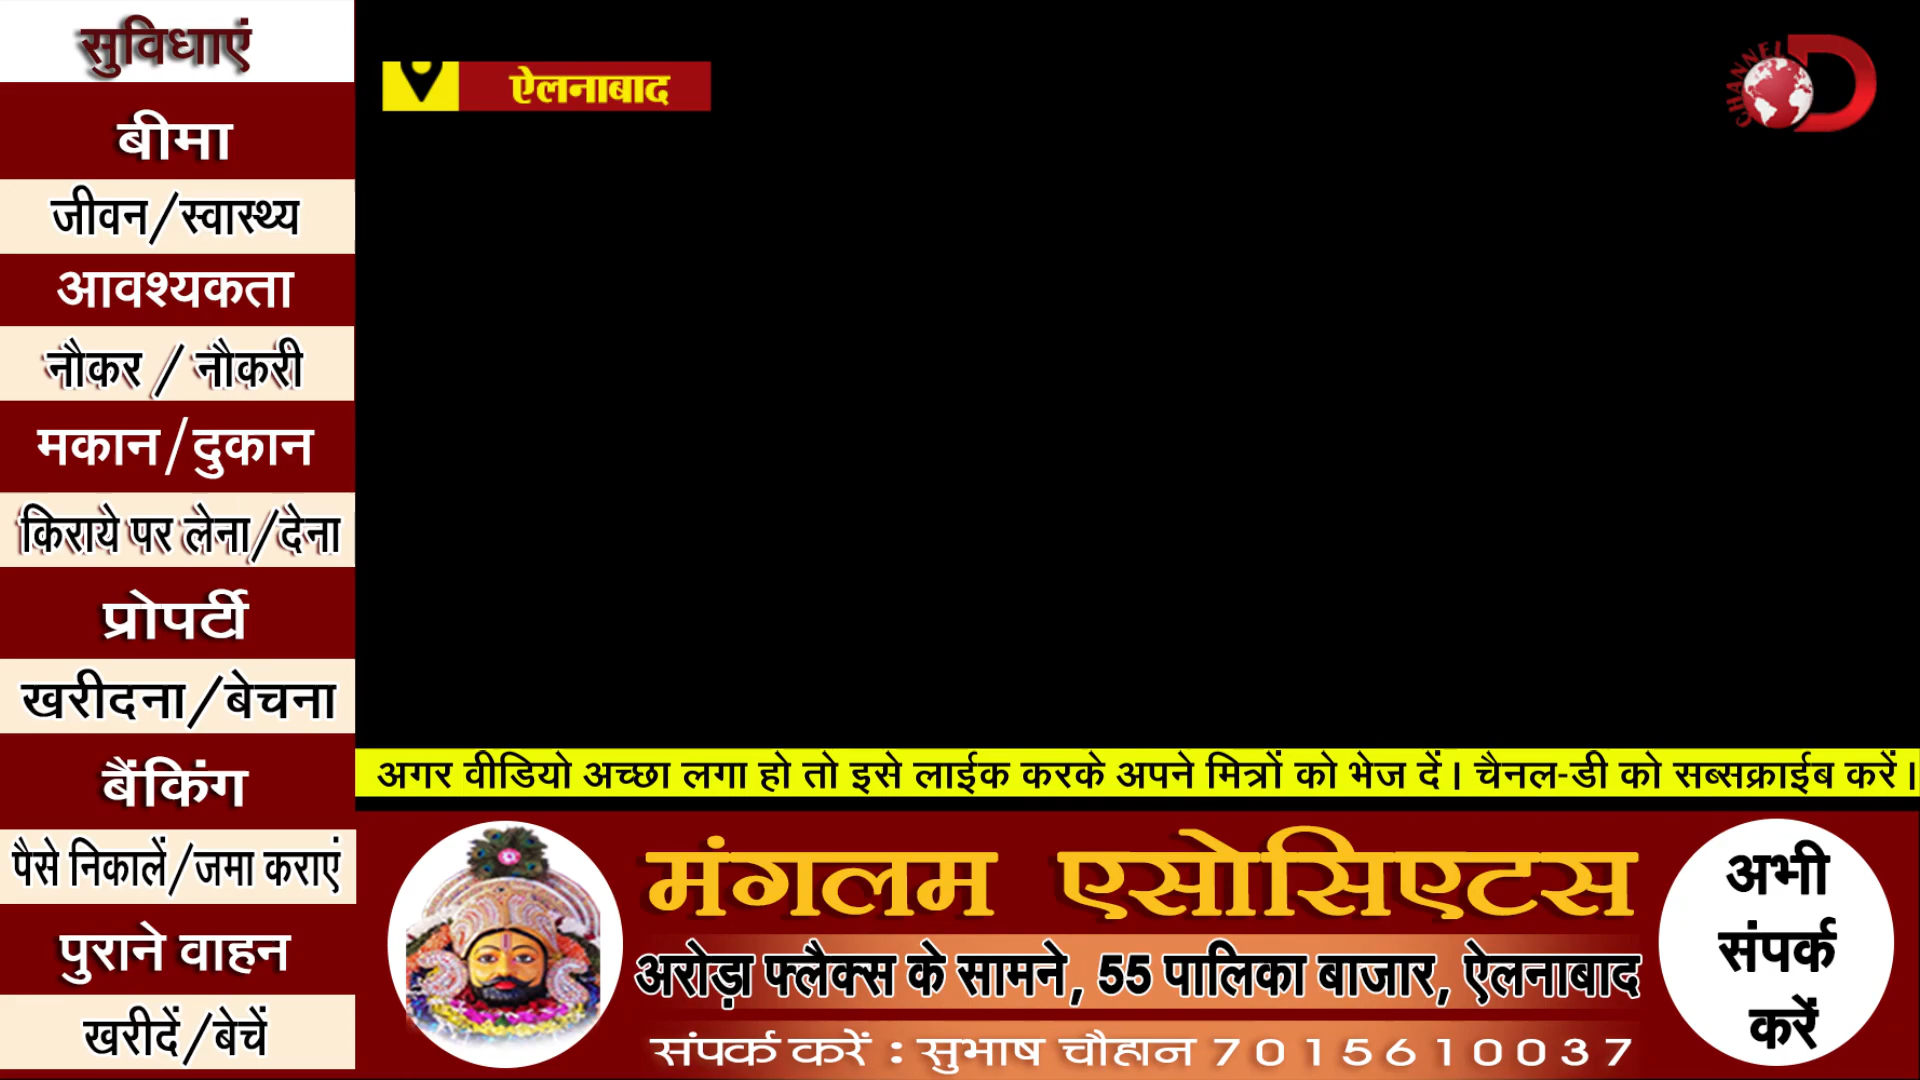 सुविधाएं
बीमा
जीवन/स्वास्थ्य
आवश्यकता
नौकर / नौकरी
मकान/दुकान
किराये पर लेना/देना
प्रोपर्टी
खरीदना/बेचना
बैंकिंग
पैसे निकालें/जमा कराएं
पुराने वाहन
खरीदें/बेचें
ऐलनाबाद
CHANNEL D
अगर वीडियो अच्छा लगा हो तो इसे लाईक करके अपने मित्रों को भेज दें। चैनल-डी को सब्सक्राईब करें।
मंगलम एसोसिएटस
अरोड़ा फ्लैक्स के सामने, 55 पालिका बाजार, ऐलनाबाद
संपर्क करें : सुभाष चौहान 7015610037
अभी
संपर्क
करें